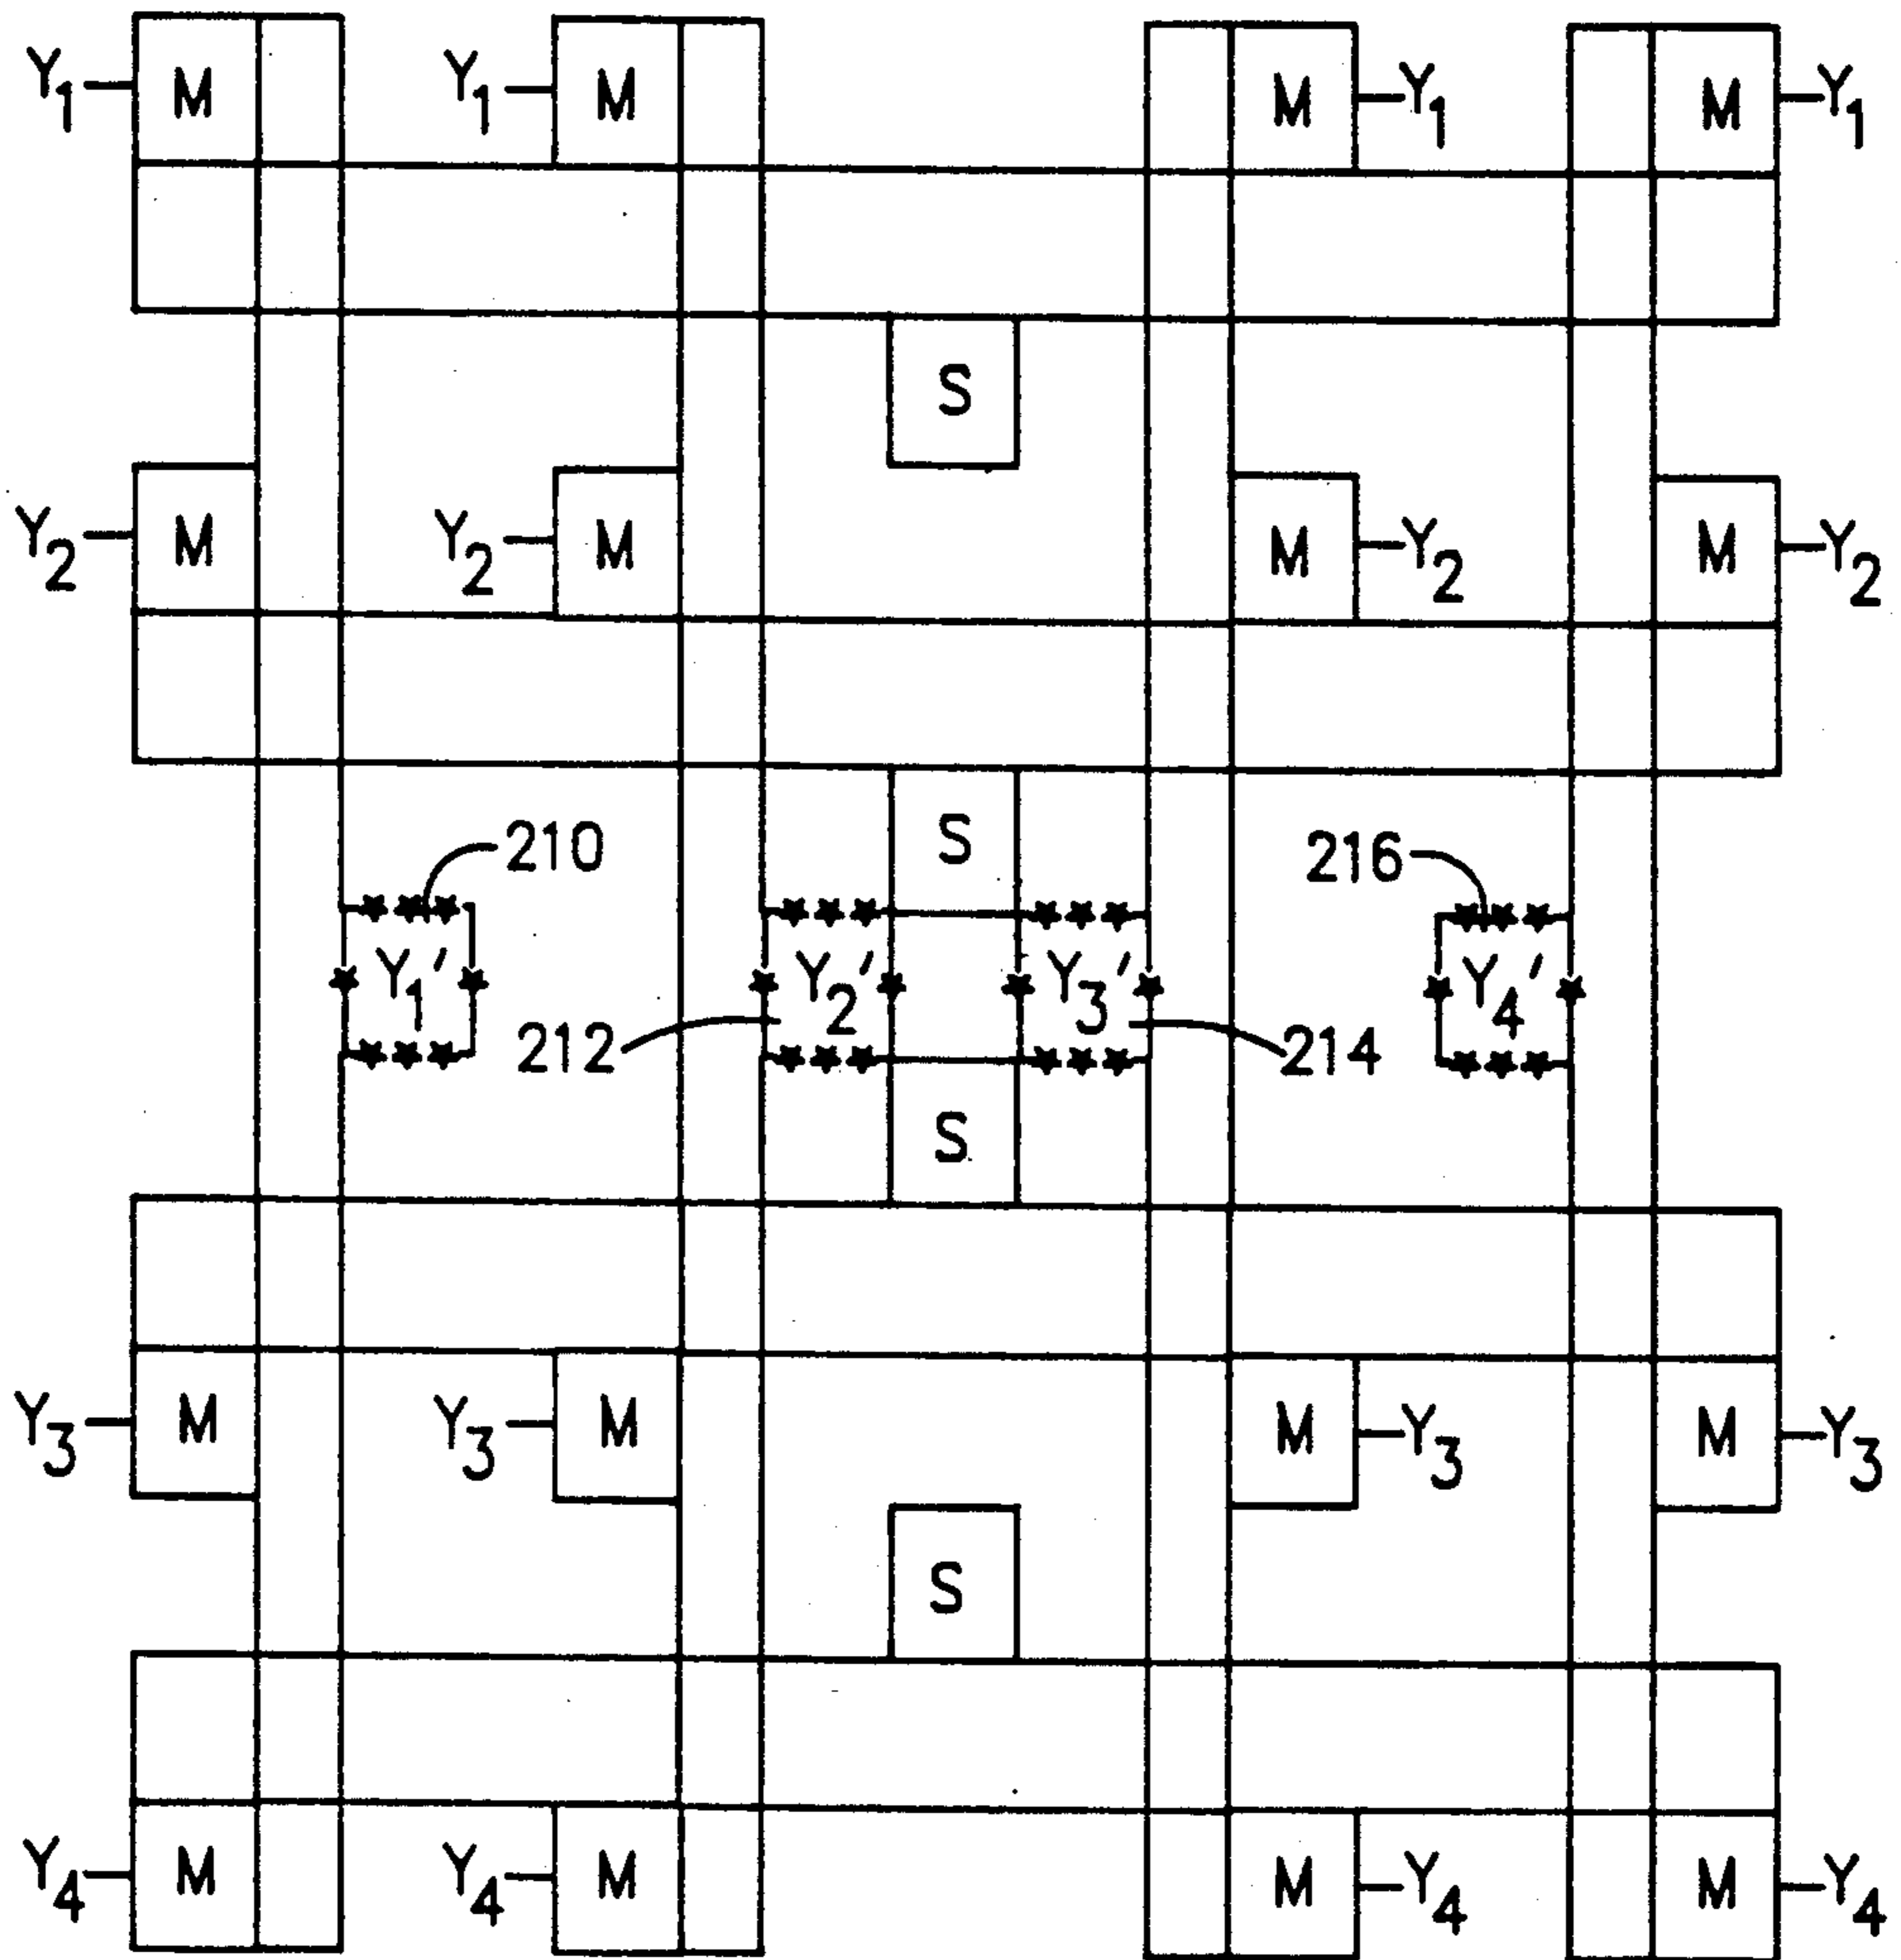 Y₁ M Y₁ M M Y₁ M Y₁
S
Y₂ M Y₂ M M Y₂ M Y₂
210 S 216
Y₁' Y₂' Y₃' Y₄'
212 214
S
Y₃ M Y₃ M M Y₃ M Y₃
S
Y₄ M Y₄ M M Y₄ M Y₄